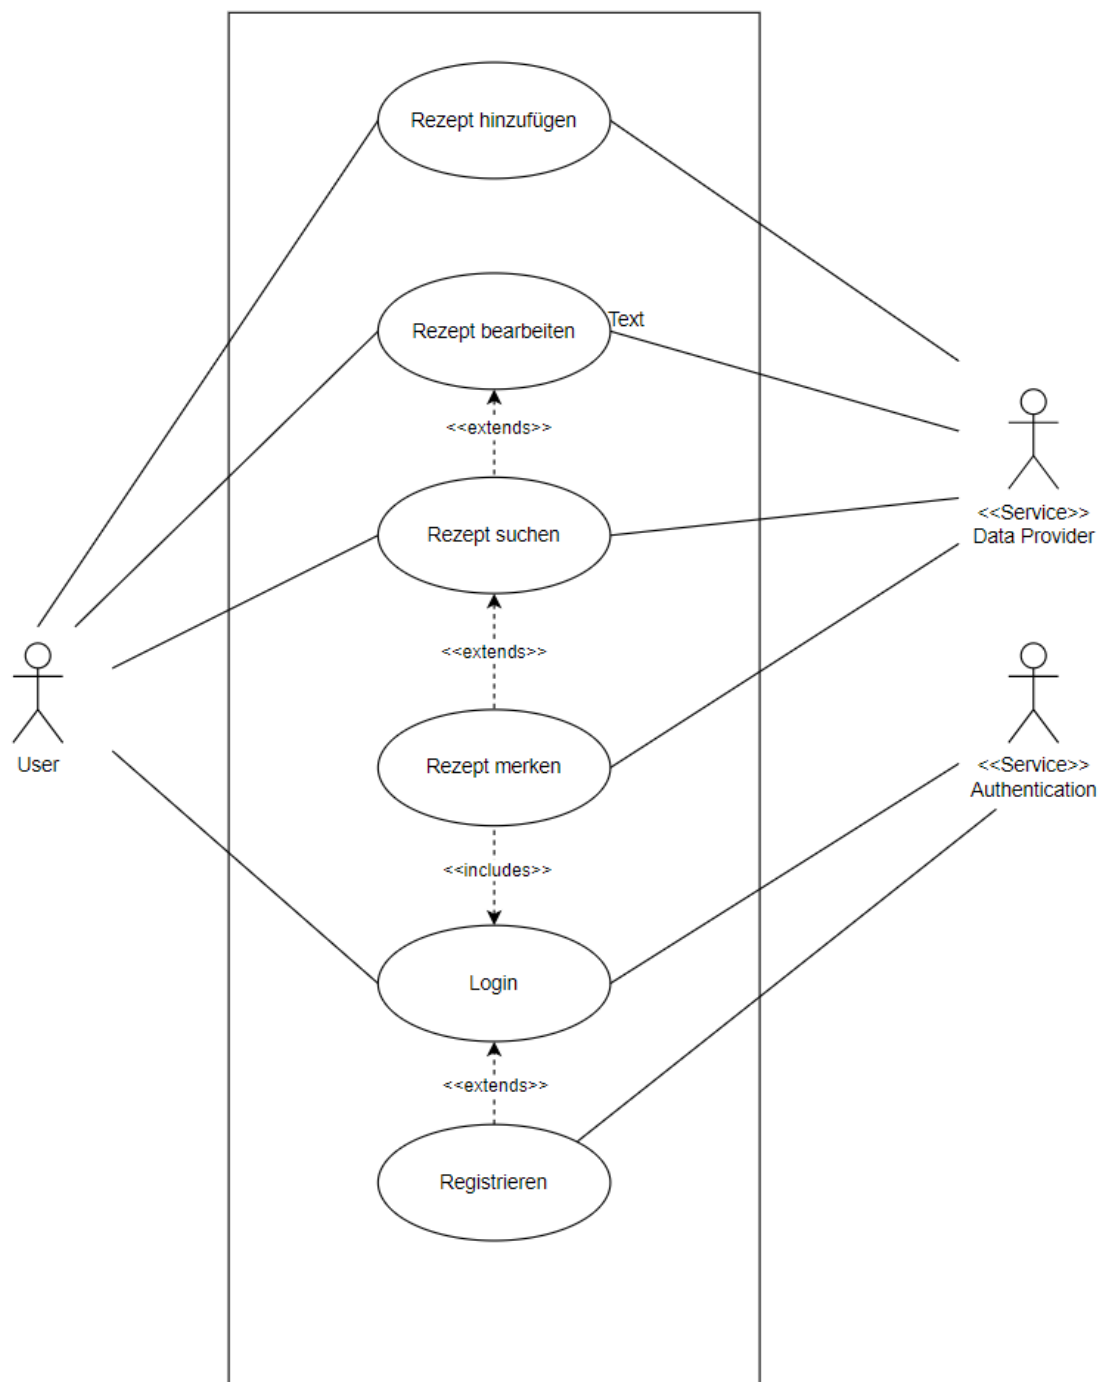 Rezept hinzufügen
Rezept bearbeiten
Text
<<extends>>
<<Service>>
Data Provider
Rezept suchen
<<extends>>
User
Rezept merken
<<Service>>
Authentication
<<includes>>
Login
<<extends>>
Registrieren